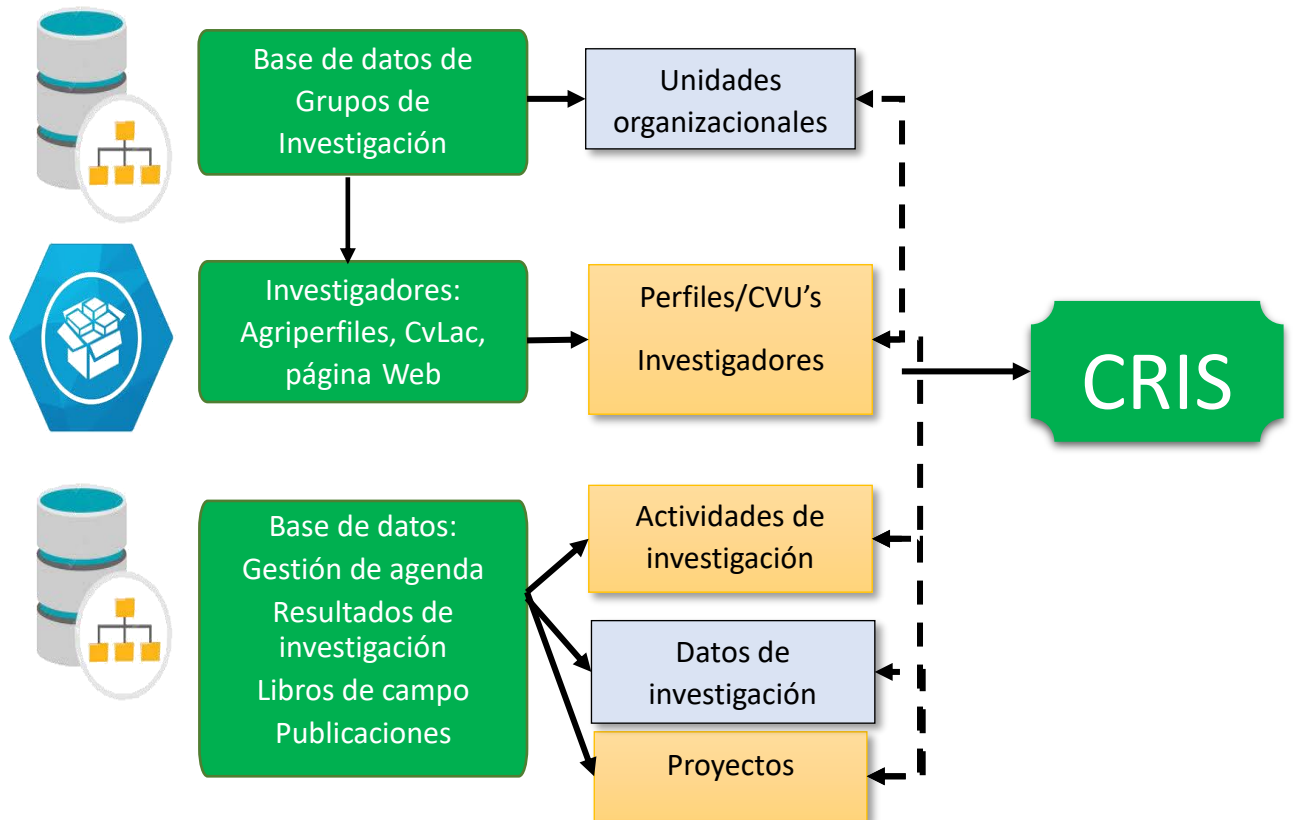 Base de datos de
Grupos de
Investigación
Unidades
organizacionales
Investigadores:
Agriperfiles, CvLac,
página Web
Perfiles/CVU’s
Investigadores
CRIS
Base de datos:
Gestión de agenda
Resultados de
investigación
Libros de campo
Publicaciones
Actividades de
investigación
Datos de
investigación
Proyectos